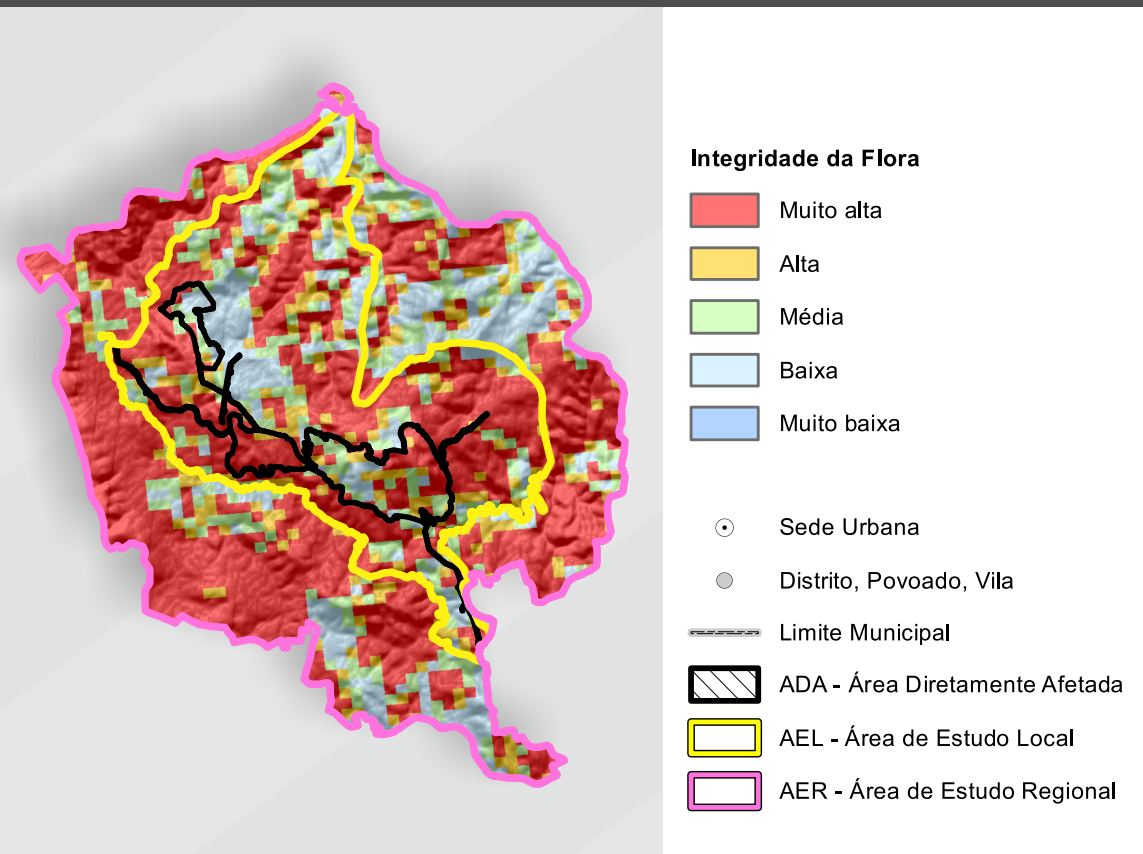 Integridade da Flora
Muito alta
Alta
Média
Baixa
Muito baixa
Sede Urbana
Distrito, Povoado, Vila
Limite Municipal
ADA - Área Diretamente Afetada
AEL - Área de Estudo Local
AER - Área de Estudo Regional